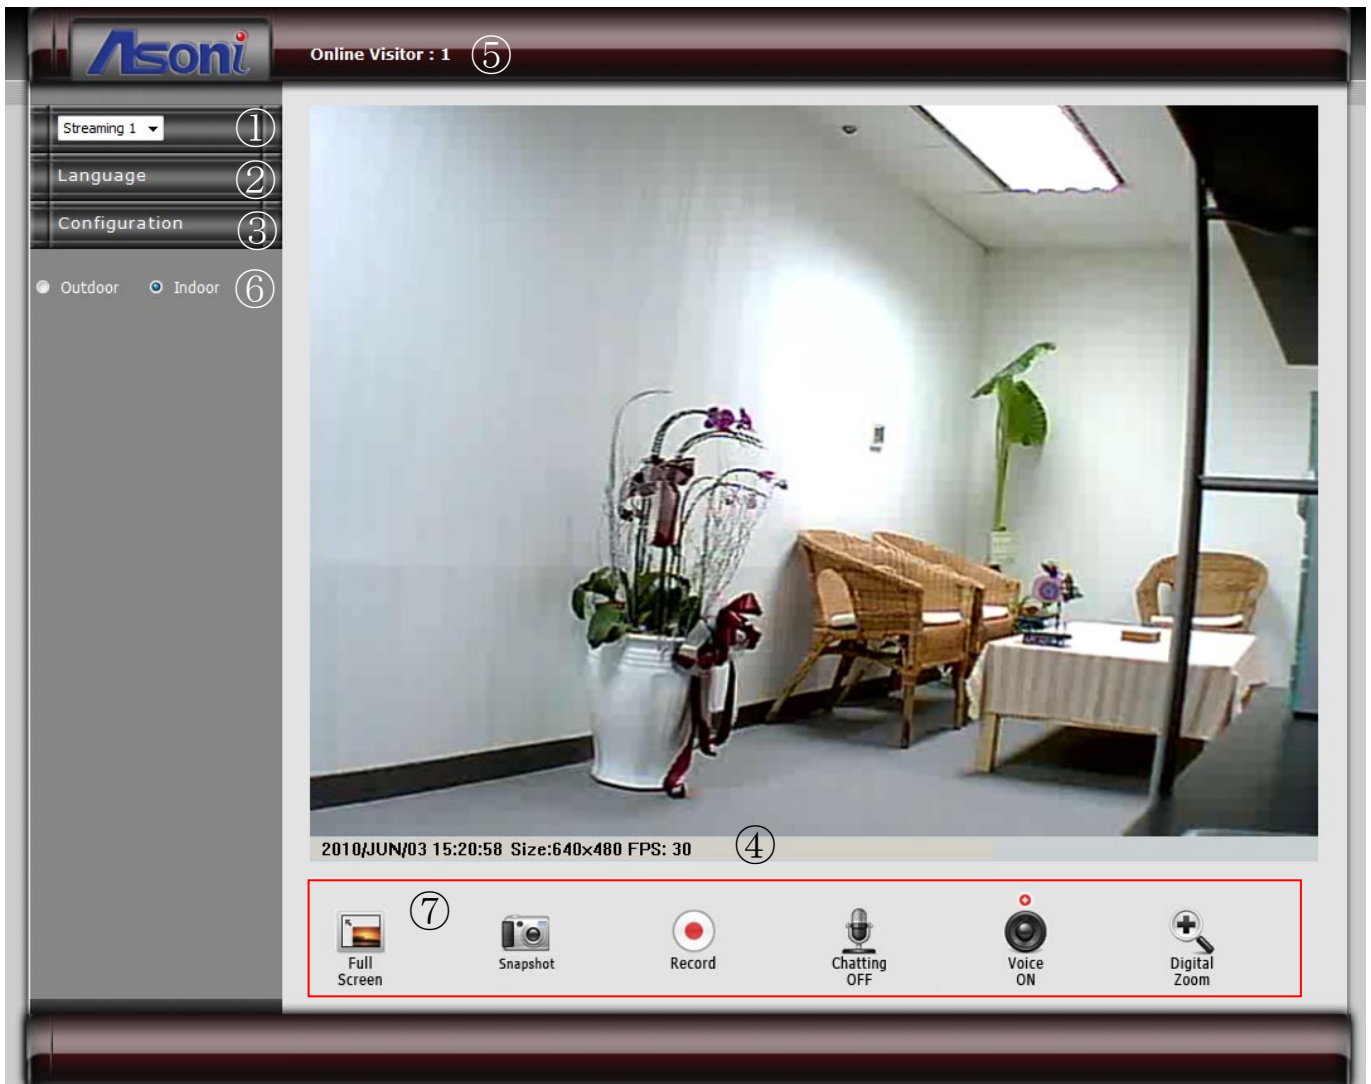 Asoni
Online Visitor : 1 ⑤
Streaming 1 ①
Language ②
Configuration ③
Outdoor Indoor ⑥
2010/JUN/03 15:20:58 Size:640x480 FPS: 30 ④
⑦
Full Screen
Snapshot
Record
Chatting OFF
Voice ON
Digital Zoom